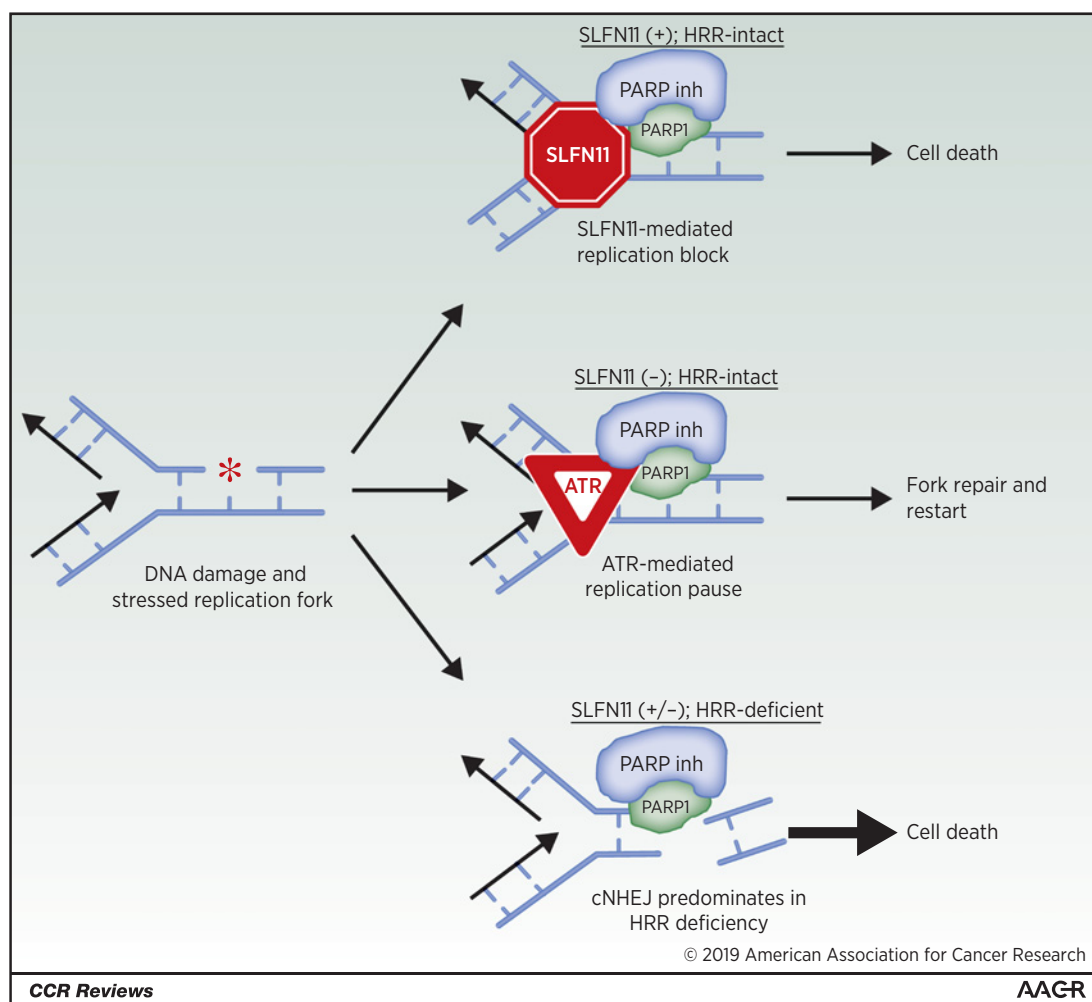 SLFN11 (+); HRR-intact
PARP inh
PARP1
SLFN11
Cell death
SLFN11-mediated
replication block
SLFN11 (–); HRR-intact
PARP inh
PARP1
ATR
Fork repair and
restart
ATR-mediated
replication pause
*
DNA damage and
stressed replication fork
SLFN11 (+/–); HRR-deficient
PARP inh
PARP1
Cell death
cNHEJ predominates in
HRR deficiency
© 2019 American Association for Cancer Research
CCR Reviews
AACR